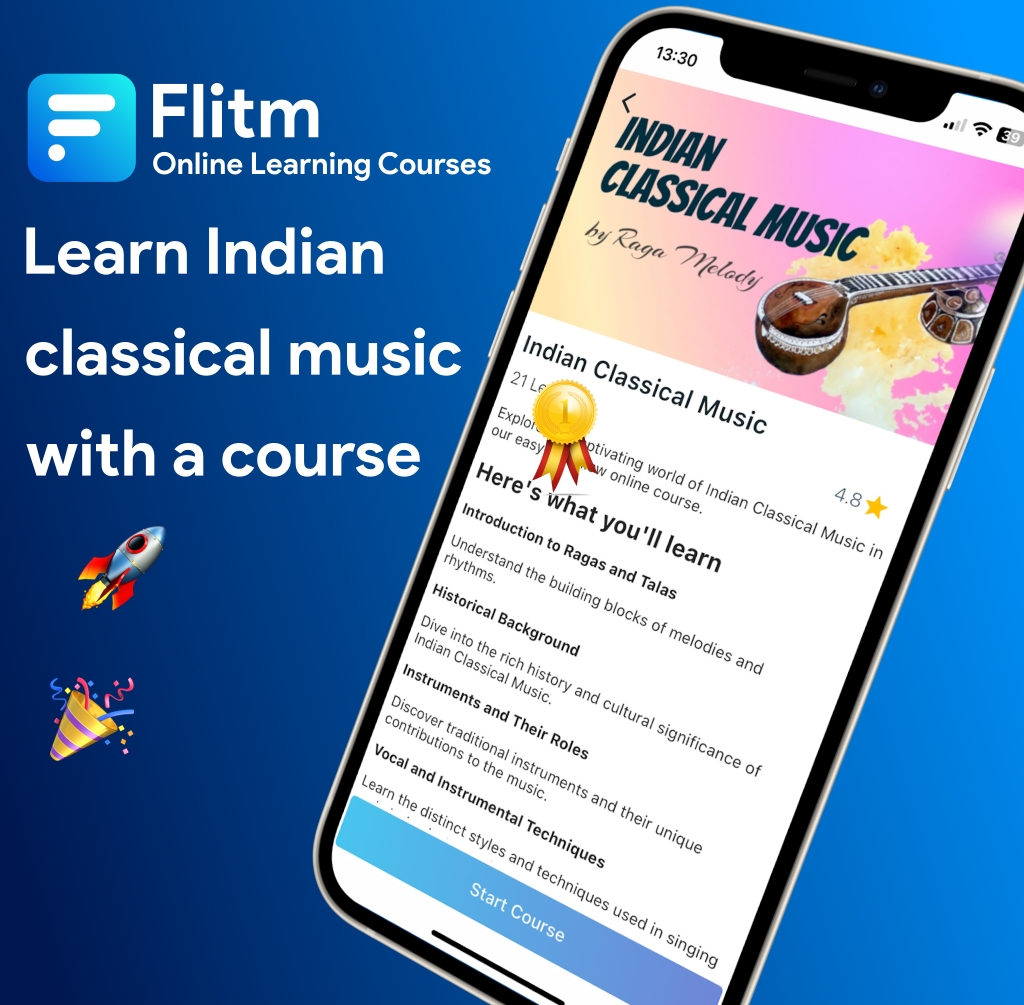 Flitm
Online Learning Courses
Learn Indian
classical music
with a course
13:30
39
INDIAN
CLASSICAL MUSIC
by Raga Melody
Indian Classical Music
21 Le
4.8
Explor ptivating world of Indian Classical Music in
our easy w online course.
Here's what you'll learn
Introduction to Ragas and Talas
Understand the building blocks of melodies and
rhythms.
Historical Background
Dive into the rich history and cultural significance of
Indian Classical Music.
Instruments and Their Roles
Discover traditional instruments and their unique
contributions to the music.
Vocal and Instrumental Techniques
Learn the distinct styles and techniques used in singing
Start Course